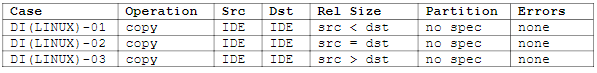 Case Operation Src Dst Rel Size Partition Errors
DI(LINUX)-01 copy IDE IDE src < dst no spec none
DI(LINUX)-02 copy IDE IDE src = dst no spec none
DI(LINUX)-03 copy IDE IDE src > dst no spec none